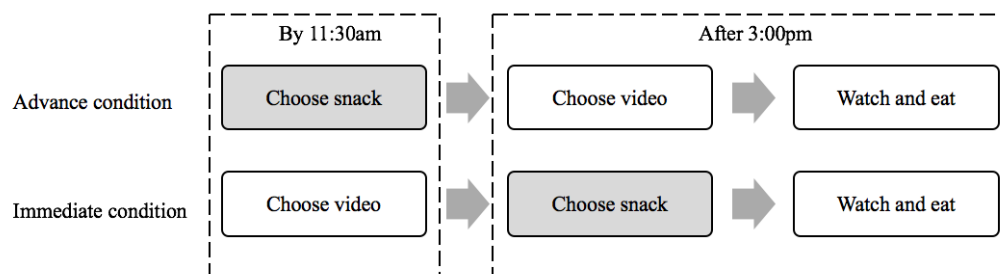 By 11:30am
After 3:00pm
Advance condition
Choose snack
Choose video
Watch and eat
Immediate condition
Choose video
Choose snack
Watch and eat